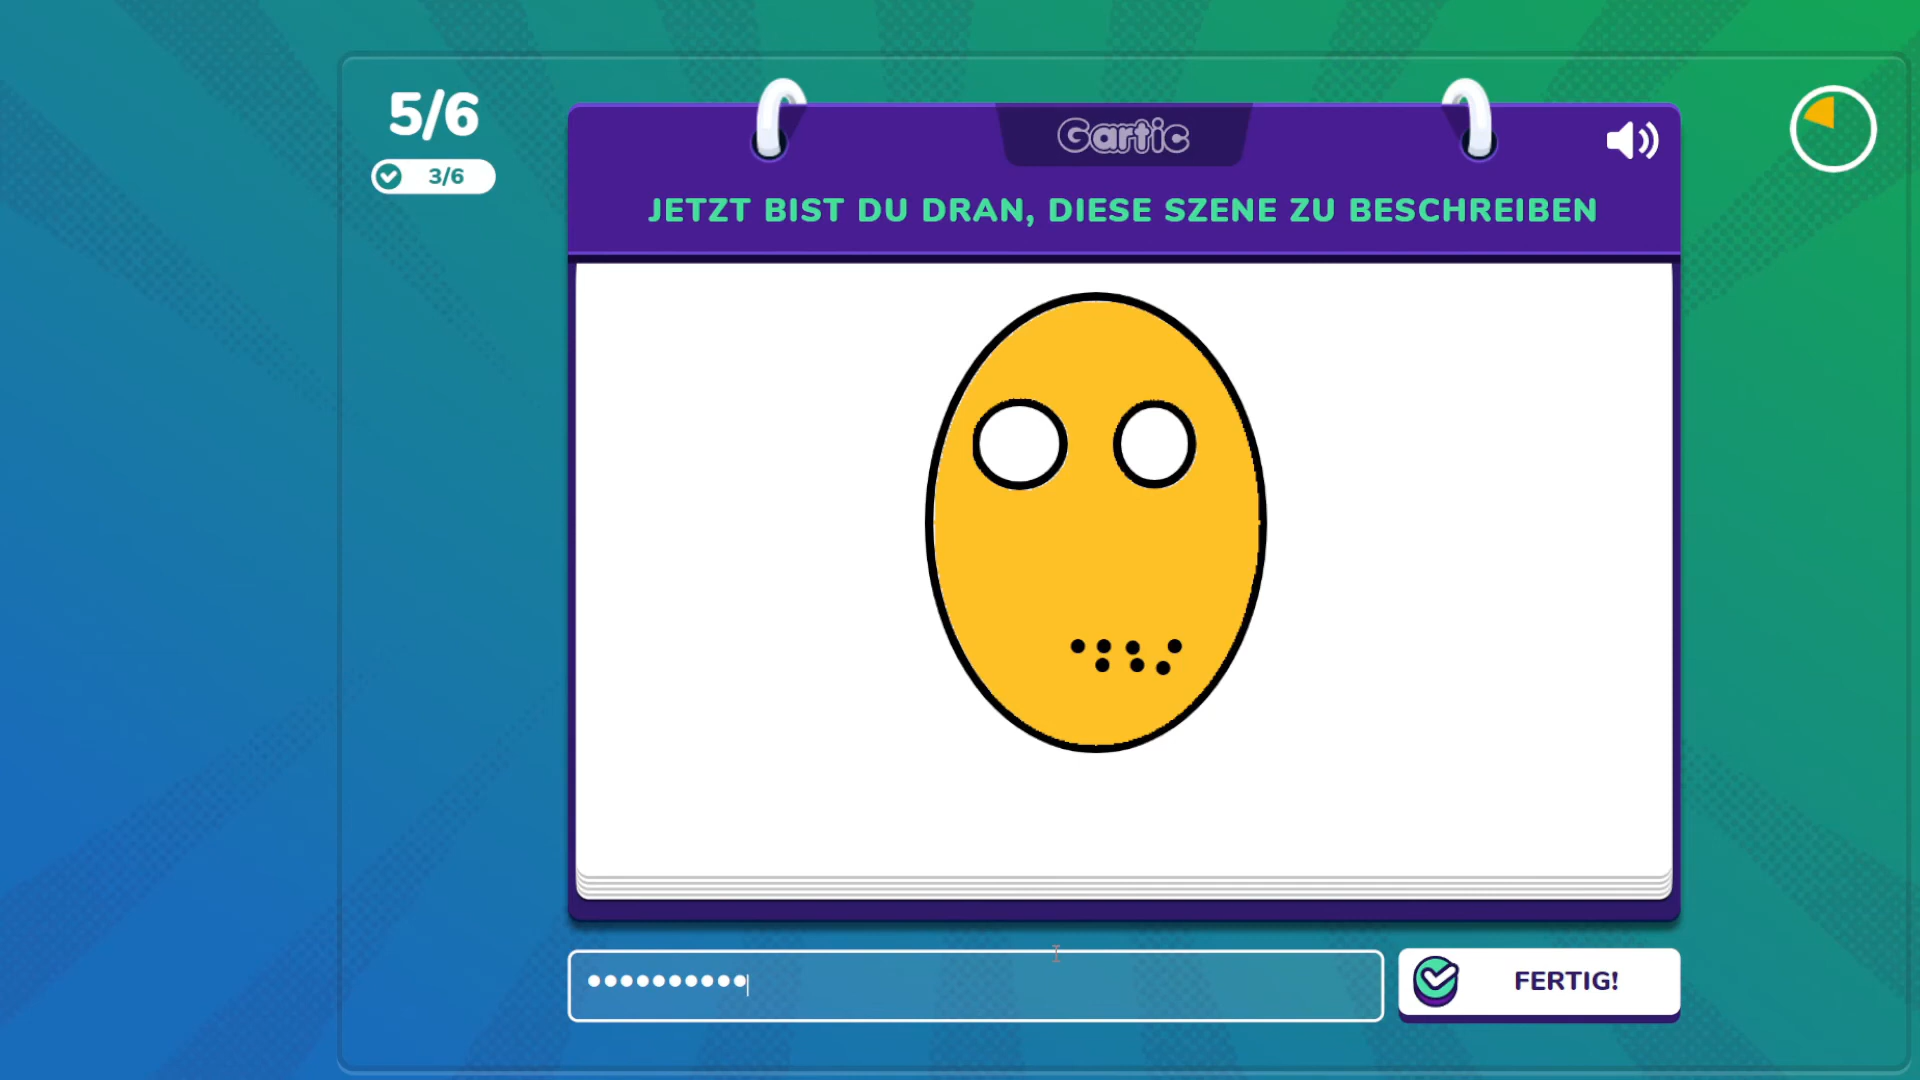 5/6
3/6
Gartic
JETZT BIST DU DRAN, DIESE SZENE ZU BESCHREIBEN
●●●●●●●●●●
FERTIG!